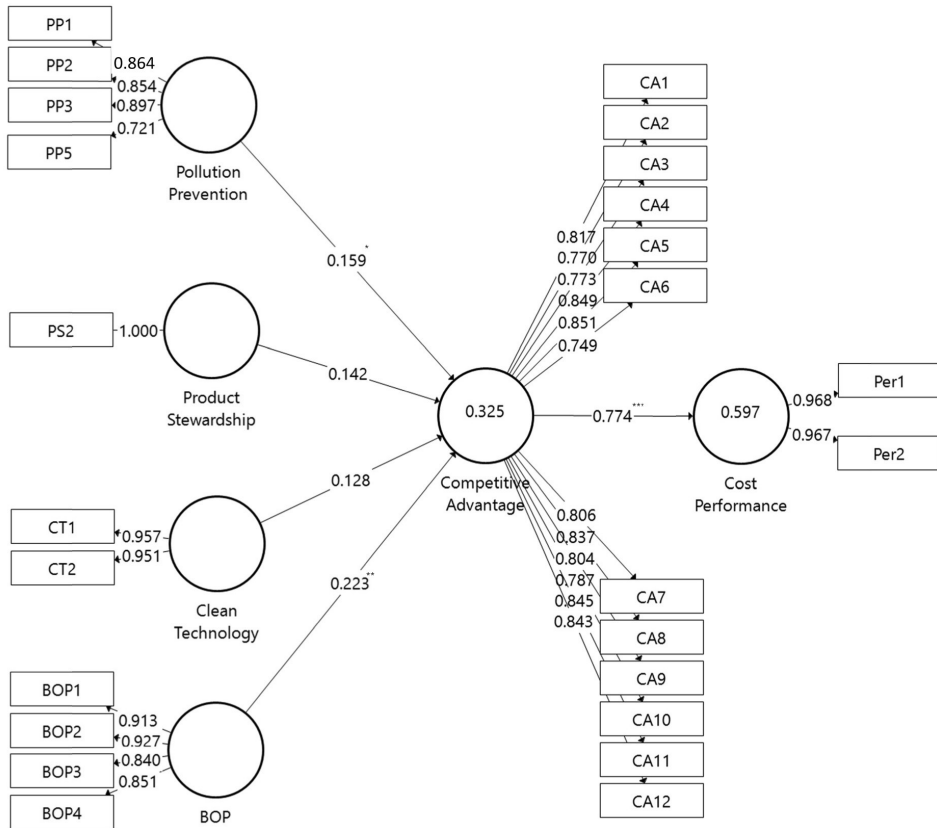 PP1
PP2
PP3
PP5
0.864
0.854
0.897
0.721
Pollution
Prevention
0.159*
PS2
1.000
Product
Stewardship
0.142
CT1
CT2
0.957
0.951
Clean
Technology
0.128
BOP1
BOP2
BOP3
BOP4
0.913
0.927
0.840
0.851
BOP
0.223**
0.325
Competitive
Advantage
CA1
CA2
CA3
CA4
CA5
CA6
0.817
0.770
0.773
0.849
0.851
0.749
0.806
0.837
0.804
0.787
0.845
0.843
CA7
CA8
CA9
CA10
CA11
CA12
0.774***
0.597
Cost
Performance
0.968
0.967
Per1
Per2